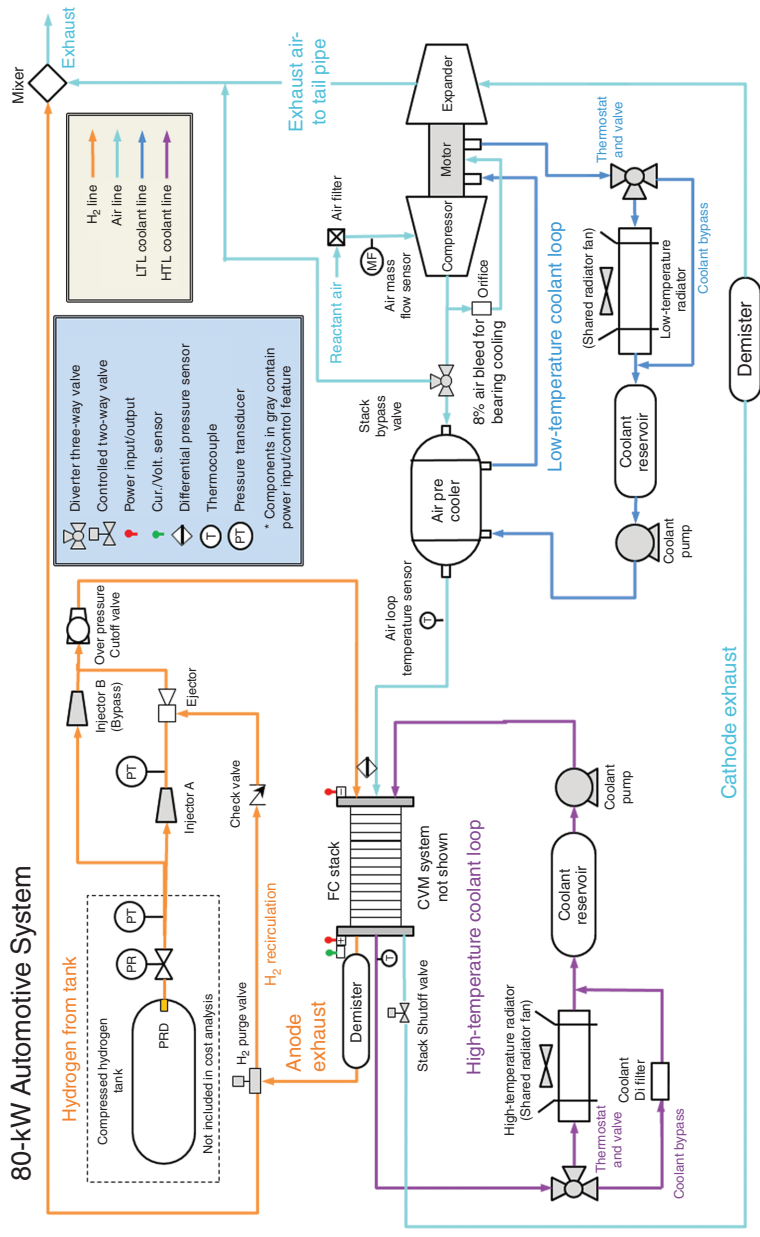 80-kW Automotive System
Hydrogen from tank
Compressed hydrogen
tank
PRD
PR
PT
Not included in cost analysis
PT
Injector A
Injector B
(Bypass)
Over pressure
Cutoff valve
Ejector
Check valve
H2 recirculation
H2 purge valve
Anode
exhaust
Demister
FC stack
+
-
T
CVM system
not shown
Stack Shutoff valve
High-temperature coolant loop
High-temperature radiator
(Shared radiator fan)
Thermostat
and valve
Coolant bypass
Coolant
Di filter
Coolant
reservoir
Coolant
pump
Cathode exhaust
Diverter three-way valve
Controlled two-way valve
Power input/output
Cur./Volt. sensor
Differential pressure sensor
T
Thermocouple
PT
Pressure transducer
* Components in gray contain
power input/control feature
H2 line
Air line
LTL coolant line
HTL coolant line
Mixer
Exhaust
Exhaust air-
to tail pipe
Reactant air
Air filter
MF
Air mass
flow sensor
Compressor
Motor
Expander
Stack
bypass
valve
Orifice
8% air bleed for
bearing cooling
Air pre
cooler
Air loop
temperature sensor
T
Low-temperature coolant loop
Thermostat
and valve
(Shared radiator fan)
Low-temperature
radiator
Coolant bypass
Coolant
reservoir
Coolant
pump
Demister